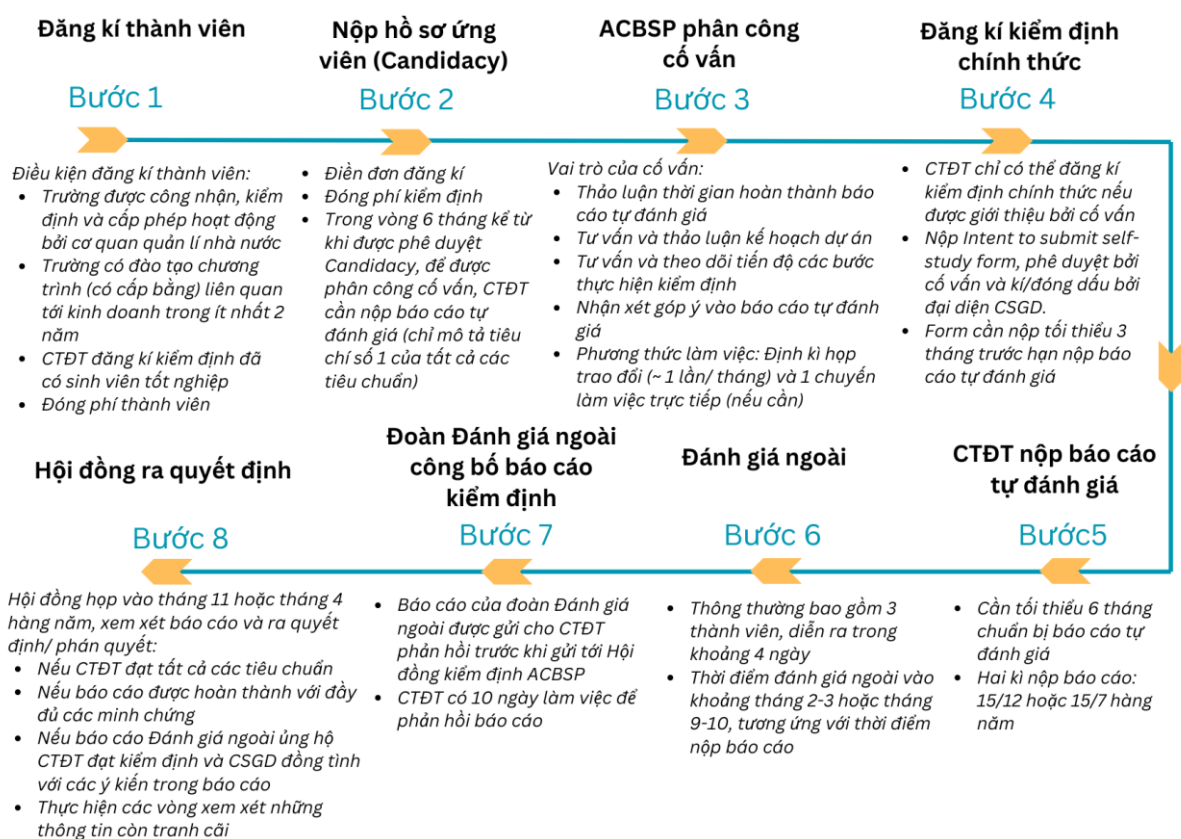 Đăng kí thành viên
Bước 1
Điều kiện đăng kí thành viên:
• Trường được công nhận, kiểm
định và cấp phép hoạt động
bởi cơ quan quản lí nhà nước
• Trường có đào tạo chương
trình (có cấp bằng) liên quan
tới kinh doanh trong ít nhất 2
năm
• CTĐT đăng kí kiểm định đã
có sinh viên tốt nghiệp
• Đóng phí thành viên
Nộp hồ sơ ứng
viên (Candidacy)
Bước 2
• Điền đơn đăng kí
• Đóng phí kiểm định
• Trong vòng 6 tháng kể từ
khi được phê duyệt
Candidacy, để được
phân công cố vấn, CTĐT
cần nộp báo cáo tự
đánh giá (chỉ mô tả tiêu
chí số 1 của tất cả các
tiêu chuẩn)
ACBSP phân công
cố vấn
Bước 3
Vai trò của cố vấn:
• Thảo luận thời gian hoàn thành báo
cáo tự đánh giá
• Tư vấn và thảo luận kế hoạch dự án
• Tư vấn và theo dõi tiến độ các bước
thực hiện kiểm định
• Nhận xét góp ý vào báo cáo tự đánh
giá
• Phương thức làm việc: Định kì họp
trao đổi (~ 1 lần/ tháng) và 1 chuyến
làm việc trực tiếp (nếu cần)
Đăng kí kiểm định
chính thức
Bước 4
• CTĐT chỉ có thể đăng kí
kiểm định chính thức nếu
được giới thiệu bởi cố vấn
• Nộp Intent to submit self-
study form, phê duyệt bởi
cố vấn và kí/đóng dấu bởi
đại diện CSGD.
• Form cần nộp tối thiểu 3
tháng trước hạn nộp báo
cáo tự đánh giá
CTĐT nộp báo cáo
tự đánh giá
Bước5
• Cần tối thiểu 6 tháng
chuẩn bị báo cáo tự
đánh giá
• Hai kì nộp báo cáo:
15/12 hoặc 15/7 hàng
năm
Đánh giá ngoài
Bước 6
• Thông thường bao gồm 3
thành viên, diễn ra trong
khoảng 4 ngày
• Thời điểm đánh giá ngoài vào
khoảng tháng 2-3 hoặc tháng
9-10, tương ứng với thời điểm
nộp báo cáo
Đoàn Đánh giá ngoài
công bố báo cáo
kiểm định
Bước 7
• Báo cáo của đoàn Đánh giá
ngoài được gửi cho CTĐT
phản hồi trước khi gửi tới Hội
đồng kiểm định ACBSP
• CTĐT có 10 ngày làm việc để
phản hồi báo cáo
Hội đồng ra quyết định
Bước 8
Hội đồng họp vào tháng 11 hoặc tháng 4
hàng năm, xem xét báo cáo và ra quyết
định/ phán quyết:
• Nếu CTĐT đạt tất cả các tiêu chuẩn
• Nếu báo cáo được hoàn thành với đầy
đủ các minh chứng
• Nếu báo cáo Đánh giá ngoài ủng hộ
CTĐT đạt kiểm định và CSGD đồng tình
với các ý kiến trong báo cáo
• Thực hiện các vòng xem xét những
thông tin còn tranh cãi